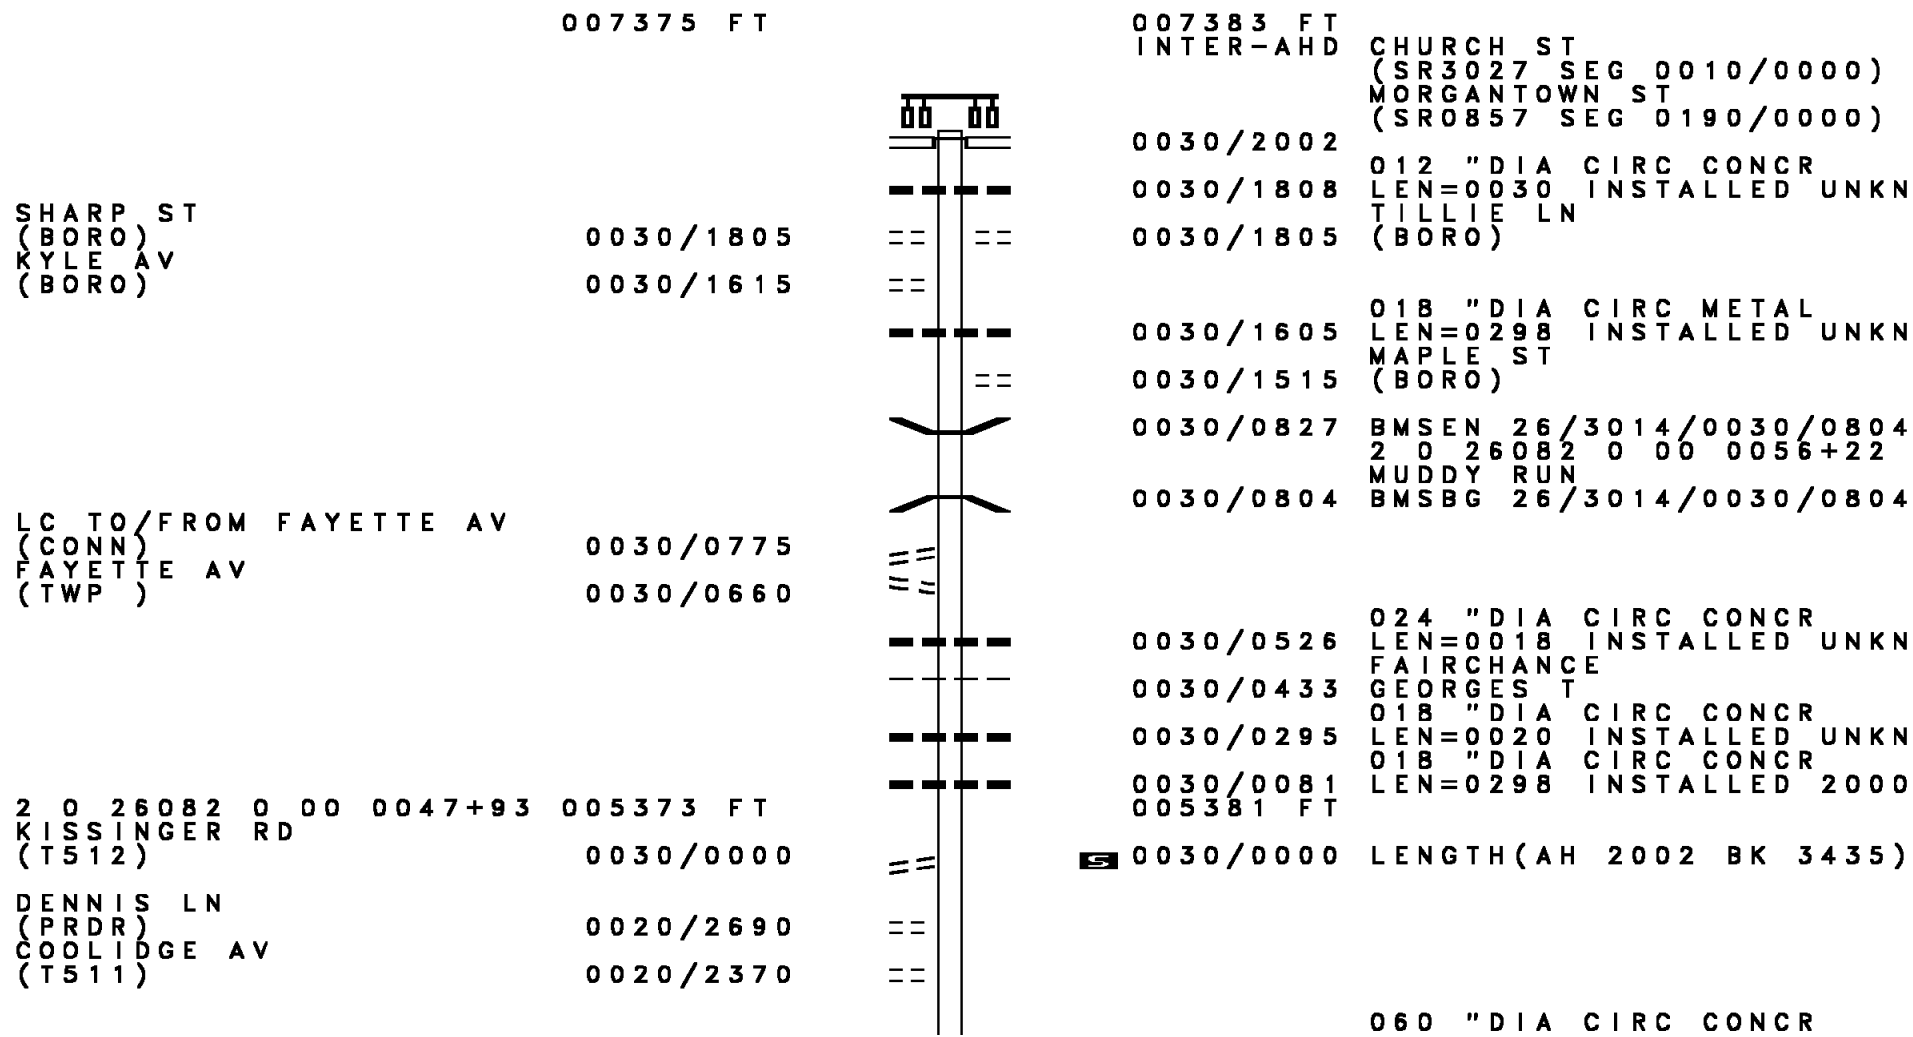 007375 FT 007383 FT
INTER-AHD CHURCH ST
(SR3027 SEG 0010/0000)
MORGANTOWN ST
(SR0857 SEG 0190/0000)
0030/2002
012 "DIA CIRC CONCR
0030/1808 LEN=0030 INSTALLED UNKN
SHARP ST TILLIE LN
(BORO) 0030/1805 0030/1805 (BORO)
KYLE AV
(BORO) 0030/1615
018 "DIA CIRC METAL
0030/1605 LEN=0298 INSTALLED UNKN
MAPLE ST
0030/1515 (BORO)
0030/0827 BMSEN 26/3014/0030/0804
2 0 26082 0 00 0056+22
MUDDY RUN
0030/0804 BMSBG 26/3014/0030/0804
LC TO/FROM FAYETTE AV
(CONN) 0030/0775
FAYETTE AV
(TWP ) 0030/0660
024 "DIA CIRC CONCR
0030/0526 LEN=0018 INSTALLED UNKN
FAIRCHANCE
0030/0433 GEORGES T
018 "DIA CIRC CONCR
0030/0295 LEN=0020 INSTALLED UNKN
018 "DIA CIRC CONCR
0030/0081 LEN=0298 INSTALLED 2000
2 0 26082 0 00 0047+93 005373 FT 005381 FT
KISSINGER RD
(T512) 0030/0000 S 0030/0000 LENGTH(AH 2002 BK 3435)
DENNIS LN
(PRDR) 0020/2690
COOLIDGE AV
(T511) 0020/2370
060 "DIA CIRC CONCR